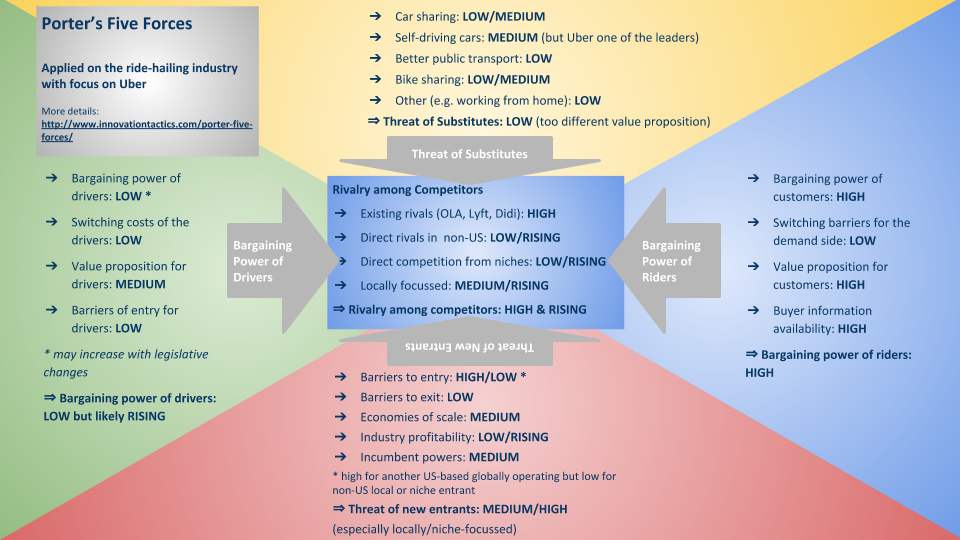 Porter’s Five Forces
Applied on the ride-hailing industry
with focus on Uber
More details:
http://www.innovationtactics.com/porter-five-
forces/
➔ Car sharing: LOW/MEDIUM
➔ Self-driving cars: MEDIUM (but Uber one of the leaders)
➔ Better public transport: LOW
➔ Bike sharing: LOW/MEDIUM
➔ Other (e.g. working from home): LOW
⇒ Threat of Substitutes: LOW (too different value proposition)
Threat of Substitutes
➔ Bargaining power of
drivers: LOW *
➔ Switching costs of the
drivers: LOW
➔ Value proposition for
drivers: MEDIUM
➔ Barriers of entry for
drivers: LOW
* may increase with legislative
changes
⇒ Bargaining power of drivers:
LOW but likely RISING
Bargaining
Power of
Drivers
Rivalry among Competitors
➔ Existing rivals (OLA, Lyft, Didi): HIGH
➔ Direct rivals in non-US: LOW/RISING
➔ Direct competition from niches: LOW/RISING
➔ Locally focussed: MEDIUM/RISING
⇒ Rivalry among competitors: HIGH & RISING
Bargaining
Power of
Riders
➔ Bargaining power of
customers: HIGH
➔ Switching barriers for the
demand side: LOW
➔ Value proposition for
customers: HIGH
➔ Buyer information
availability: HIGH
⇒ Bargaining power of riders:
HIGH
Threat of New Entrants
➔ Barriers to entry: HIGH/LOW *
➔ Barriers to exit: LOW
➔ Economies of scale: MEDIUM
➔ Industry profitability: LOW/RISING
➔ Incumbent powers: MEDIUM
* high for another US-based globally operating but low for
non-US local or niche entrant
⇒ Threat of new entrants: MEDIUM/HIGH
(especially locally/niche-focussed)